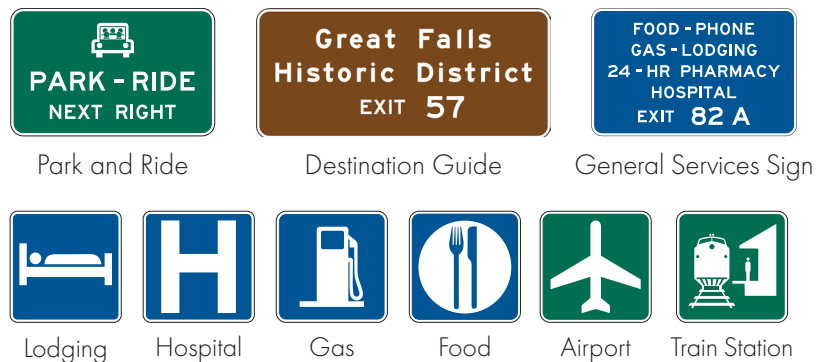 PARK - RIDE
NEXT RIGHT
Great Falls
Historic District
EXIT 57
FOOD - PHONE
GAS - LODGING
24 - HR PHARMACY
HOSPITAL
EXIT 82 A
Park and Ride
Destination Guide
General Services Sign
H
Lodging
Hospital
Gas
Food
Airport
Train Station